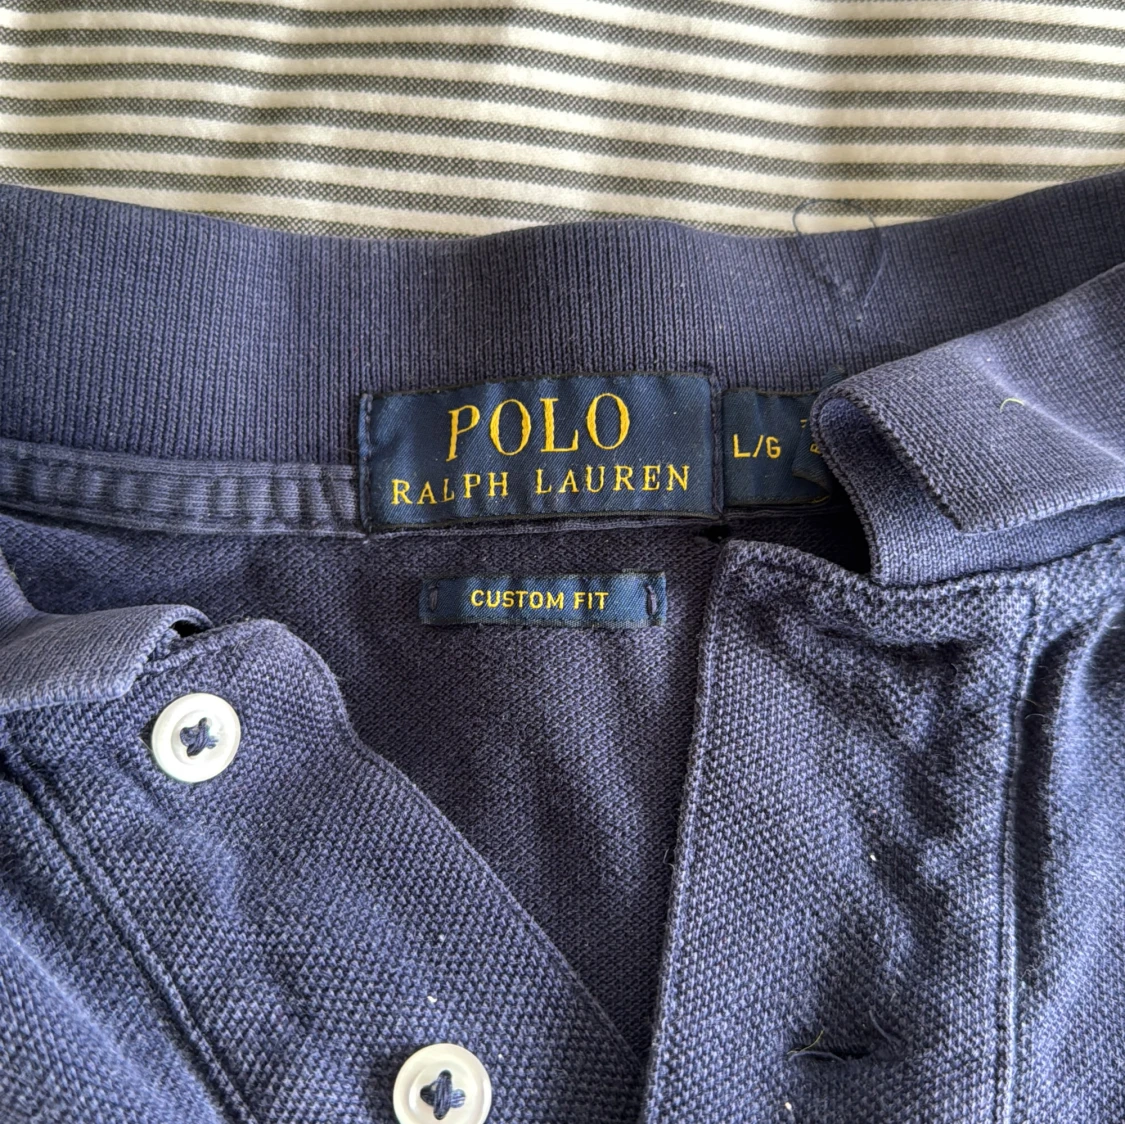 POLO
RALPH LAUREN
L/G
CUSTOM FIT